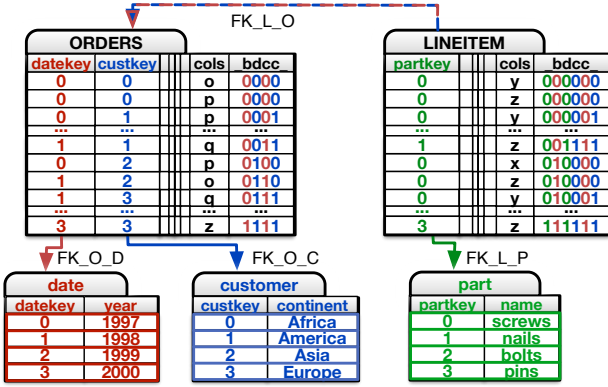 FK_L_O
ORDERS
datekey custkey cols _bdcc_
0 0 o 0000
0 0 p 0000
0 1 p 0001
... ... ... ...
1 1 q 0011
0 2 p 0100
1 2 o 0110
1 3 q 0111
... ... ... ...
3 3 z 1111
LINEITEM
partkey cols _bdcc_
0 y 000000
0 z 000000
0 y 000001
... ... ...
1 z 001111
0 x 010000
0 z 010000
0 y 010001
... ... ...
3 z 111111
FK_O_D
FK_O_C
FK_L_P
date
datekey year
0 1997
1 1998
2 1999
3 2000
customer
custkey continent
0 Africa
1 America
2 Asia
3 Europe
part
partkey name
0 screws
1 nails
2 bolts
3 pins